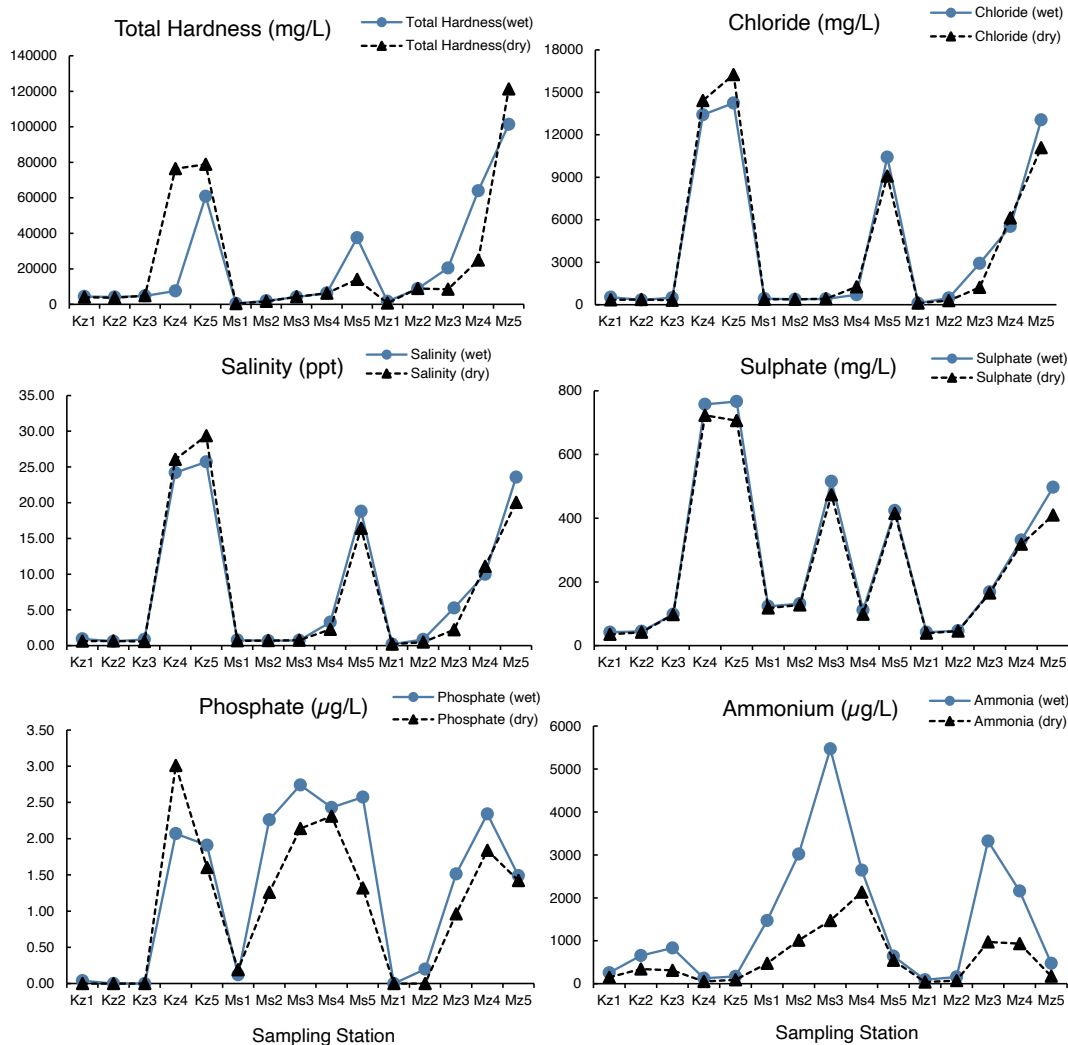 Total Hardness (mg/L)
Total Hardness(wet)
Total Hardness(dry)
140000
120000
100000
80000
60000
40000
20000
0
Kz1 Kz2 Kz3 Kz4 Kz5 Ms1 Ms2 Ms3 Ms4 Ms5 Mz1 Mz2 Mz3 Mz4 Mz5
Chloride (mg/L)
Chloride (wet)
Chloride (dry)
18000
15000
12000
9000
6000
3000
0
Kz1 Kz2 Kz3 Kz4 Kz5 Ms1 Ms2 Ms3 Ms4 Ms5 Mz1 Mz2 Mz3 Mz4 Mz5
Salinity (ppt)
Salinity (wet)
Salinity (dry)
35.00
30.00
25.00
20.00
15.00
10.00
5.00
0.00
Kz1 Kz2 Kz3 Kz4 Kz5 Ms1 Ms2 Ms3 Ms4 Ms5 Mz1 Mz2 Mz3 Mz4 Mz5
Sulphate (mg/L)
Sulphate (wet)
Sulphate (dry)
800
600
400
200
0
Kz1 Kz2 Kz3 Kz4 Kz5 Ms1 Ms2 Ms3 Ms4 Ms5 Mz1 Mz2 Mz3 Mz4 Mz5
Phosphate (µg/L)
Phosphate (wet)
Phosphate (dry)
3.50
3.00
2.50
2.00
1.50
1.00
0.50
0.00
Kz1 Kz2 Kz3 Kz4 Kz5 Ms1 Ms2 Ms3 Ms4 Ms5 Mz1 Mz2 Mz3 Mz4 Mz5
Sampling Station
Ammonium (µg/L)
Ammonia (wet)
Ammonia (dry)
6000
5000
4000
3000
2000
1000
0
Kz1 Kz2 Kz3 Kz4 Kz5 Ms1 Ms2 Ms3 Ms4 Ms5 Mz1 Mz2 Mz3 Mz4 Mz5
Sampling Station